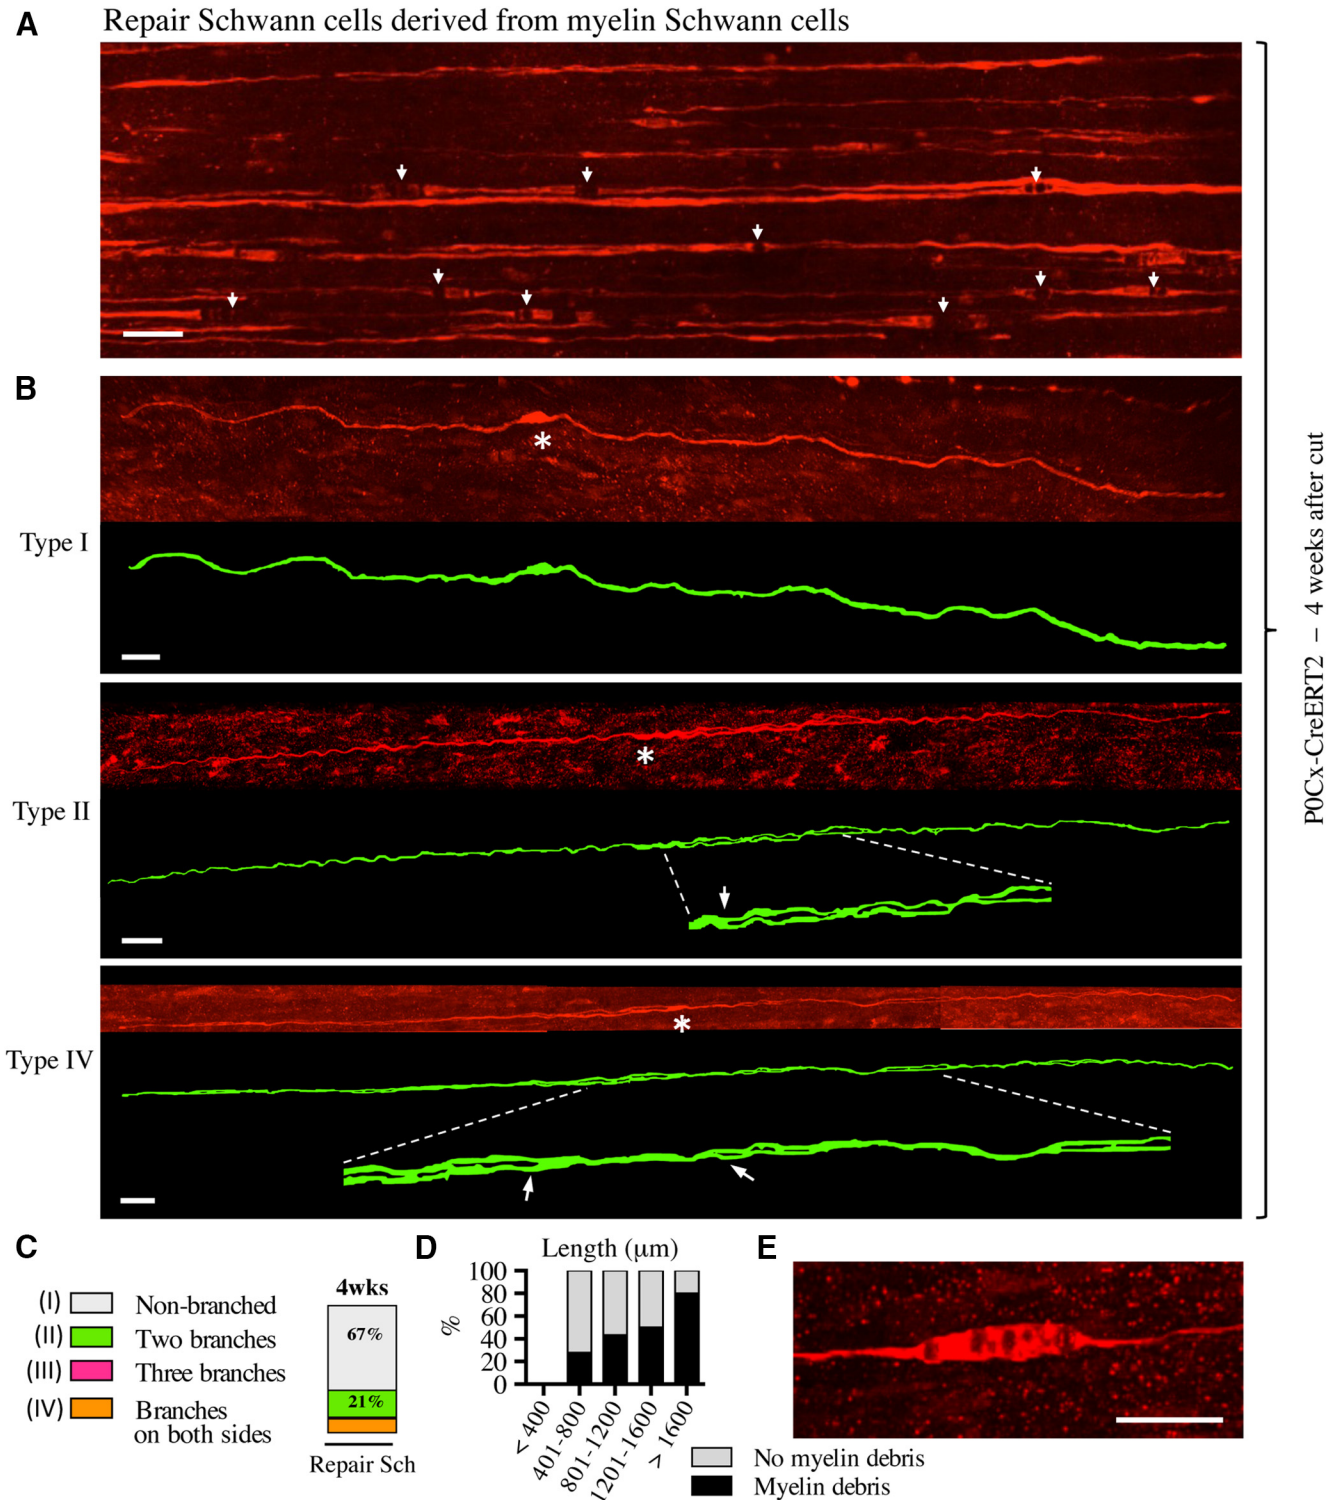 A
Repair Schwann cells derived from myelin Schwann cells
B
*
Type I
*
Type II
*
Type IV
P0Cx-CreERT2 – 4 weeks after cut
C
(I) Non-branched
(II) Two branches
(III) Three branches
(IV) Branches
on both sides
4wks
67%
21%
Repair Sch
D
Length (µm)
%
100
80
60
40
20
0
< 400
401-800
801-1200
1201-1600
> 1600
No myelin debris
Myelin debris
E